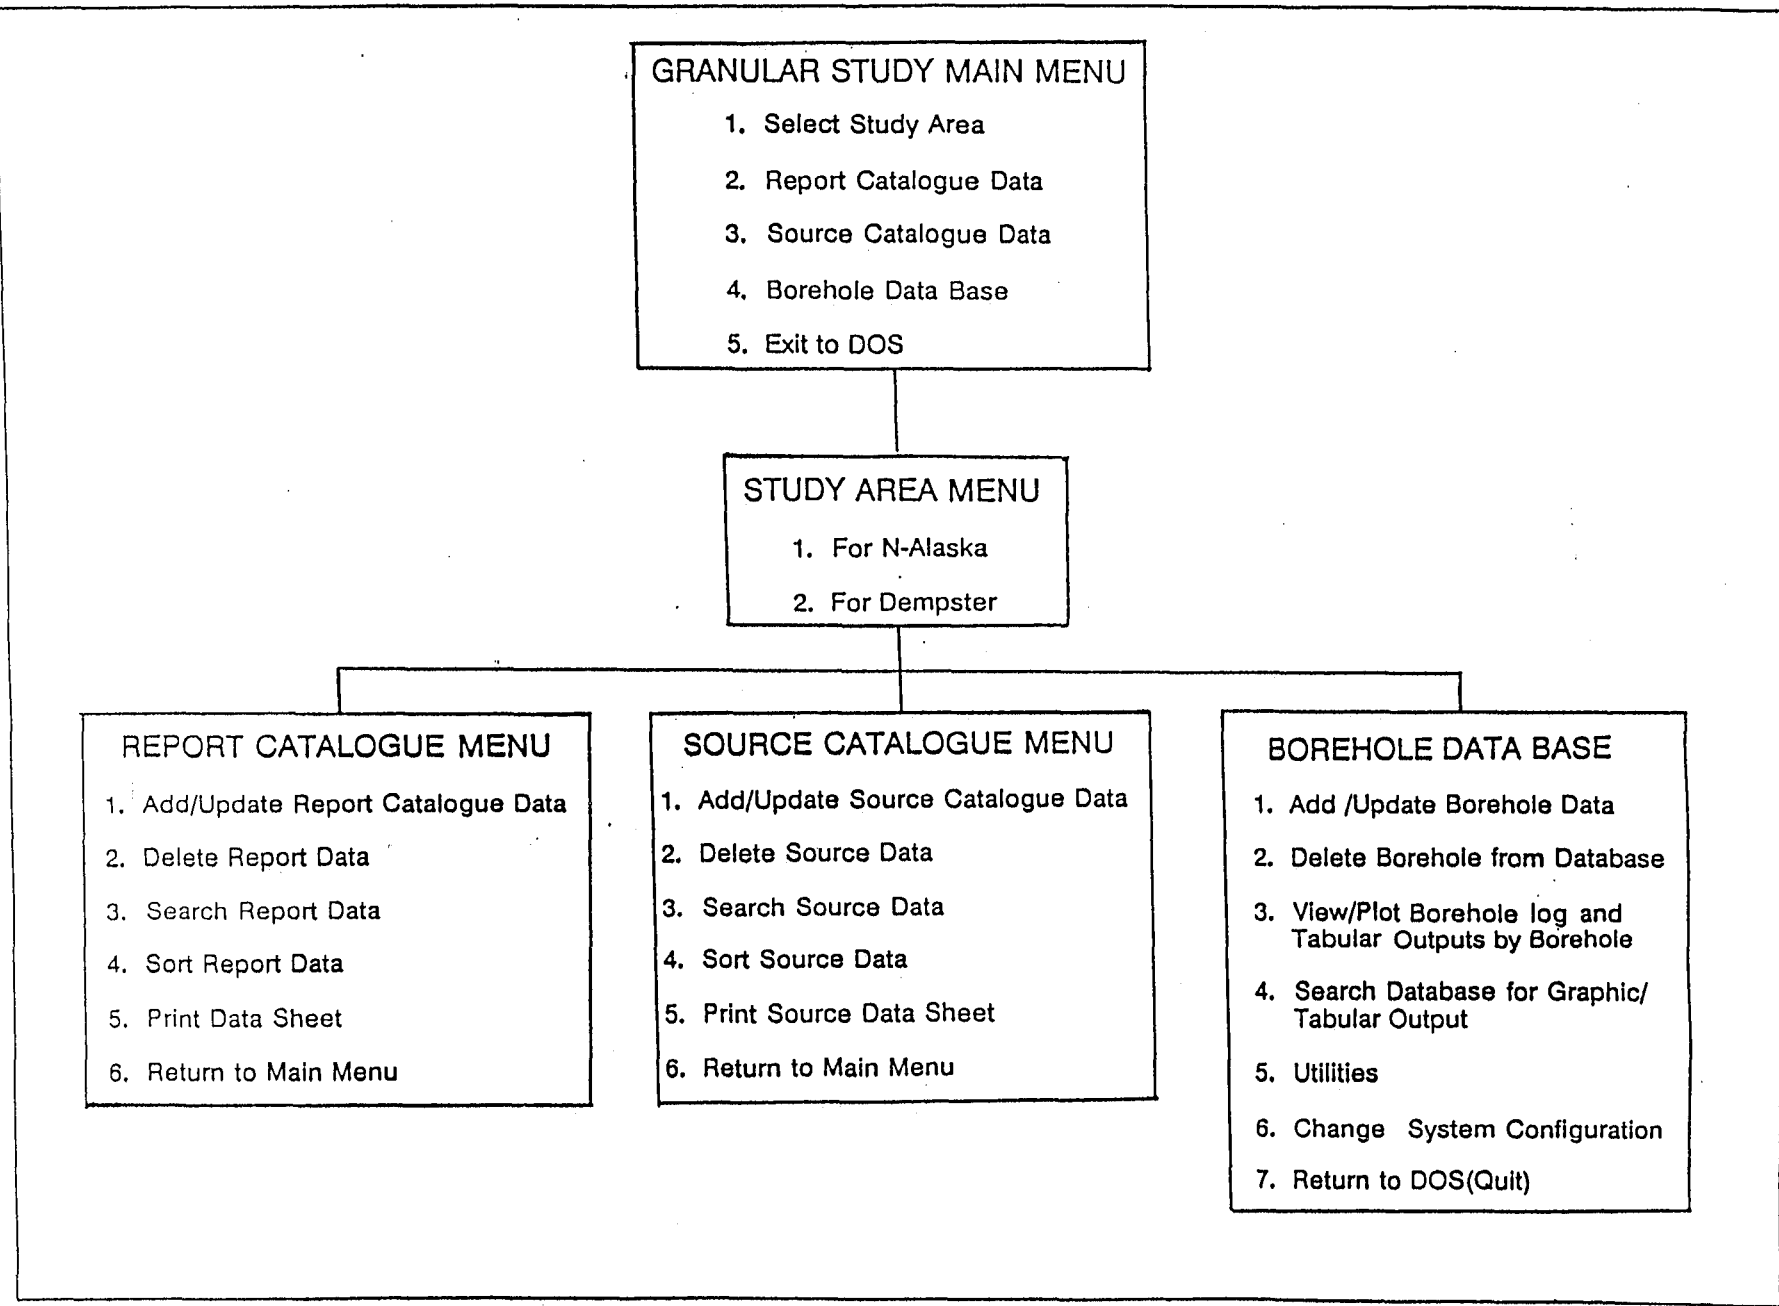 GRANULAR STUDY MAIN MENU
1. Select Study Area
2. Report Catalogue Data
3. Source Catalogue Data
4. Borehole Data Base
5. Exit to DOS
STUDY AREA MENU
1. For N-Alaska
2. For Dempster
REPORT CATALOGUE MENU
1. Add/Update Report Catalogue Data
2. Delete Report Data
3. Search Report Data
4. Sort Report Data
5. Print Data Sheet
6. Return to Main Menu
SOURCE CATALOGUE MENU
1. Add/Update Source Catalogue Data
2. Delete Source Data
3. Search Source Data
4. Sort Source Data
5. Print Source Data Sheet
6. Return to Main Menu
BOREHOLE DATA BASE
1. Add /Update Borehole Data
2. Delete Borehole from Database
3. View/Plot Borehole log and
Tabular Outputs by Borehole
4. Search Database for Graphic/
Tabular Output
5. Utilities
6. Change System Configuration
7. Return to DOS(Quit)